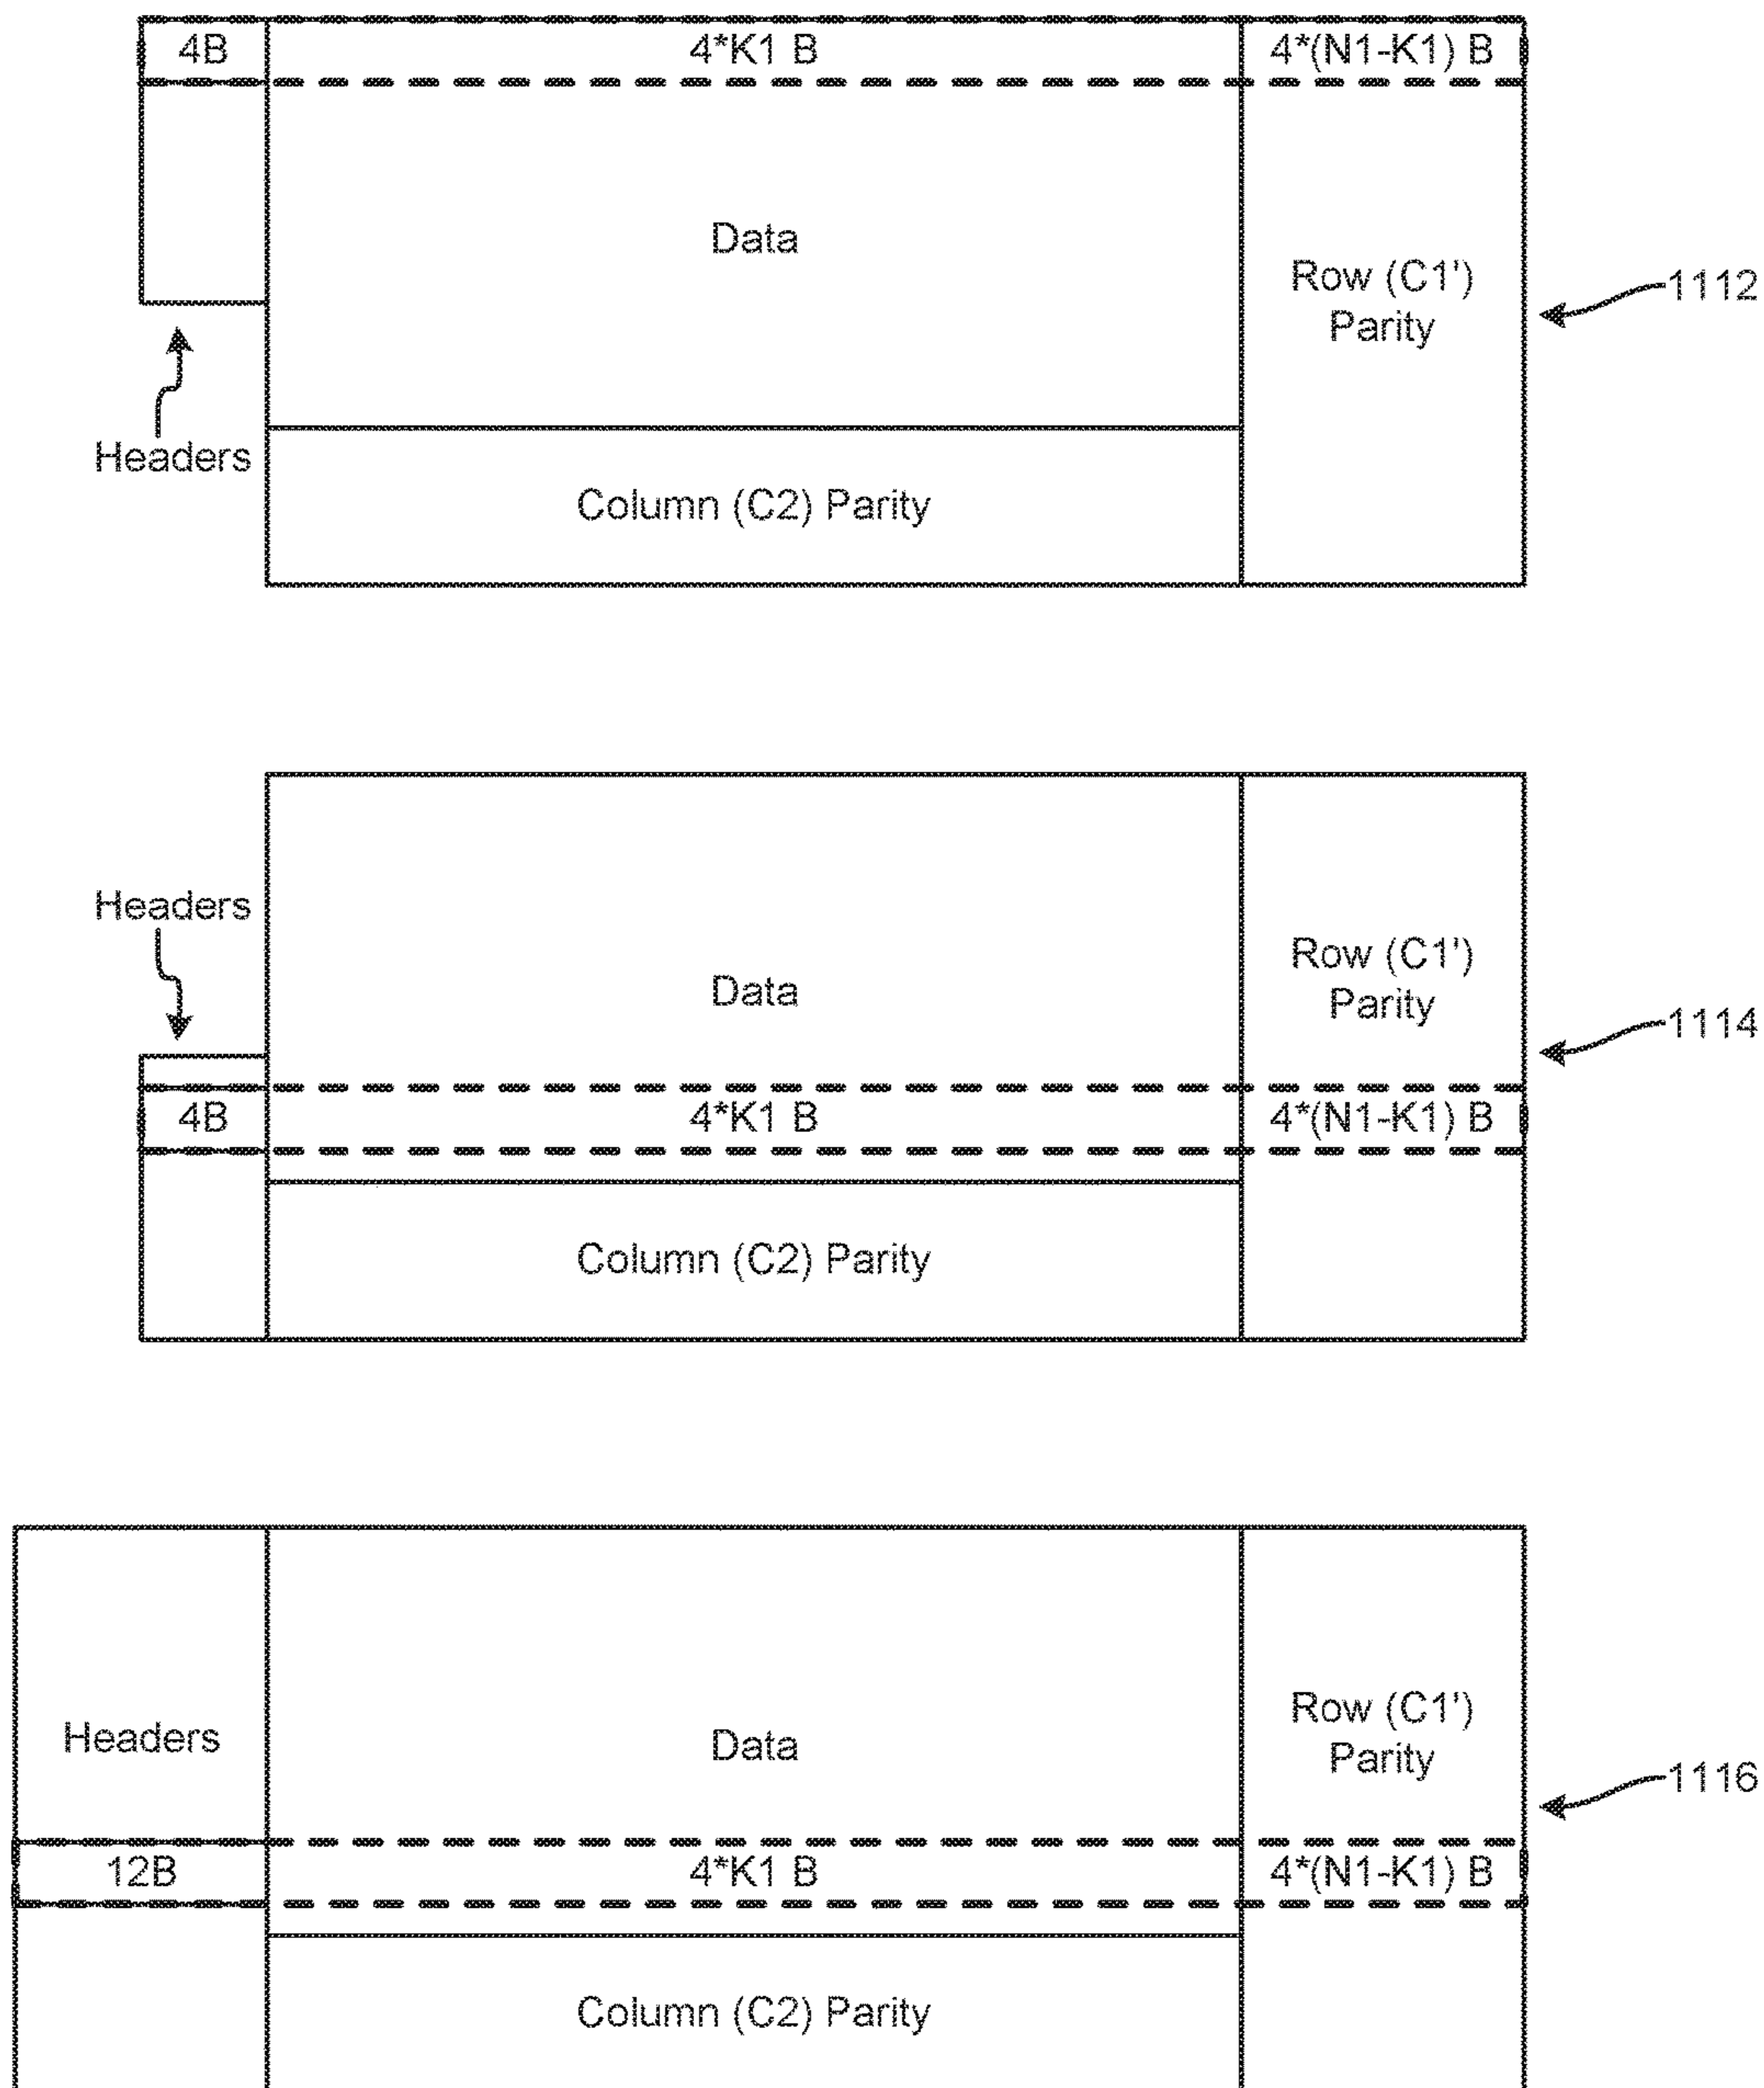 4B 4*K1 B 4*(N1-K1) B
Data
Row (C1')
Parity
1112
Headers
Column (C2) Parity
Headers
Data
Row (C1')
Parity
1114
4B 4*K1 B 4*(N1-K1) B
Column (C2) Parity
Headers
Data
Row (C1')
Parity
1116
12B 4*K1 B 4*(N1-K1) B
Column (C2) Parity